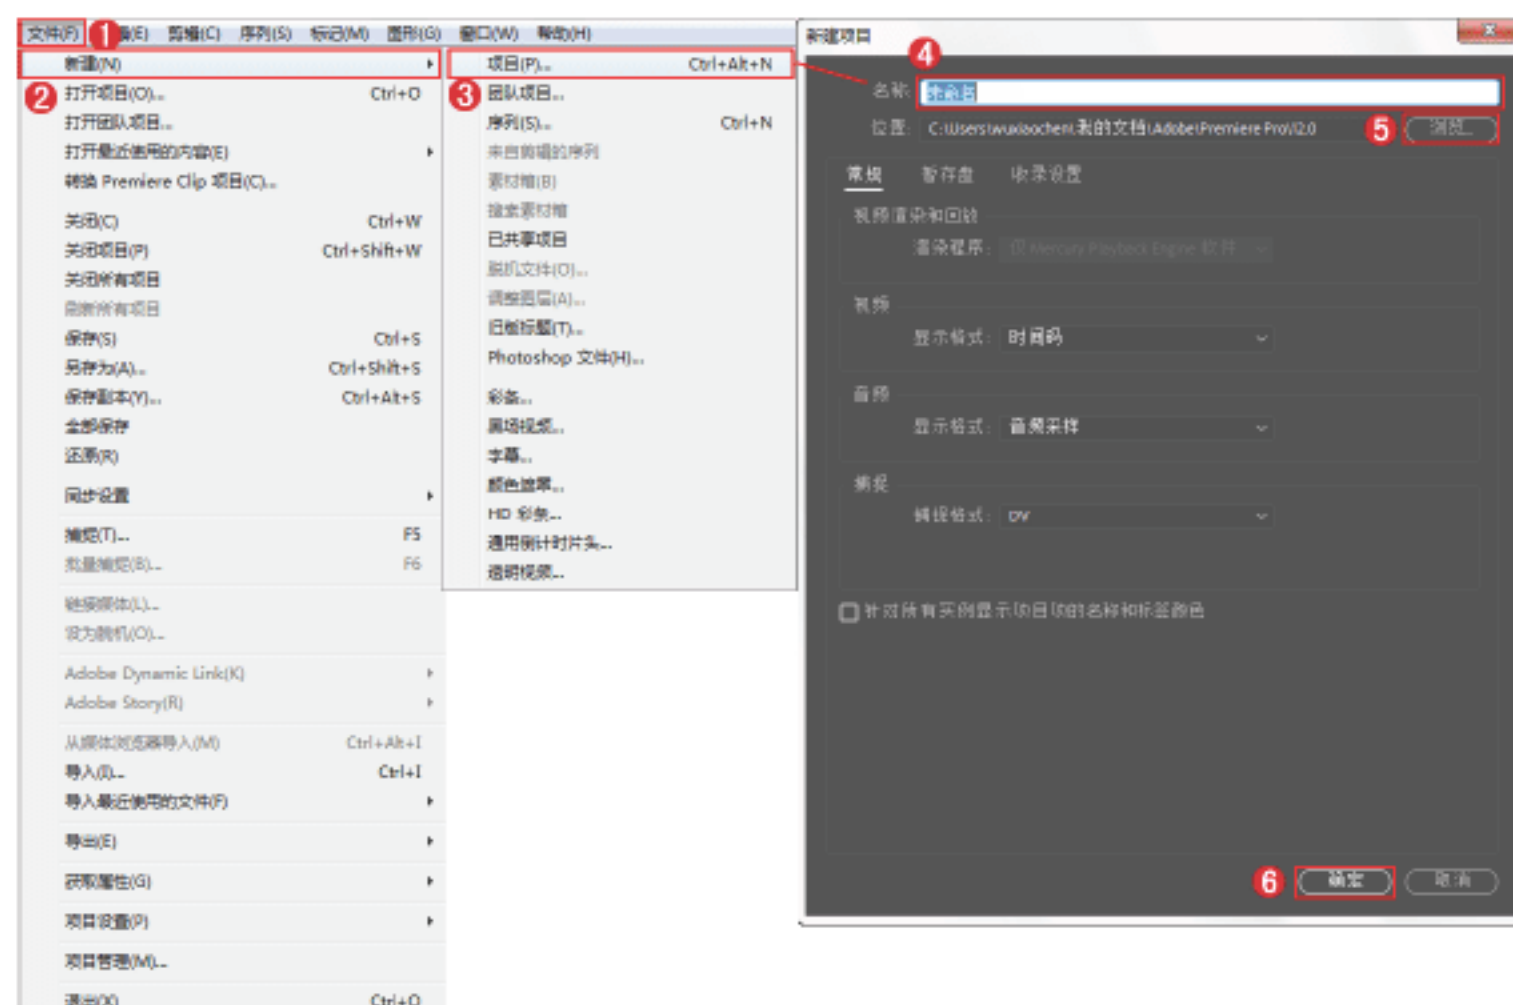 文件(F) 1 (E) 剪辑(C) 序列(S) 标记(M) 图形(G) 窗口(W) 帮助(H)
新建(N)
2 打开项目(O)... Ctrl+O
打开团队项目...
打开最近使用的内容(E)
转换 Premiere Clip 项目(C)...
关闭(C) Ctrl+W
关闭项目(P) Ctrl+Shift+W
关闭所有项目
刷新所有项目
保存(S) Ctrl+S
另存为(A)... Ctrl+Shift+S
保存副本(Y)... Ctrl+Alt+S
全部保存
还原(R)
同步设置
捕捉(T)... F5
批量捕捉(B)... F6
链接媒体(L)...
设为脱机(O)...
Adobe Dynamic Link(K)
Adobe Story(R)
从媒体浏览器导入(M) Ctrl+Alt+I
导入(I)... Ctrl+I
导入最近使用的文件(F)
导出(E)
获取属性(G)
项目设置(P)
项目管理(M)...
退出(X) Ctrl+Q
项目(P)... Ctrl+Alt+N
3 团队项目...
序列(S)... Ctrl+N
来自剪辑的序列
素材箱(B)
搜索素材箱
已共享项目
脱机文件(O)...
调整图层(A)...
旧版标题(T)...
Photoshop 文件(H)...
彩条...
黑场视频...
字幕...
颜色遮罩...
HD 彩条...
通用倒计时片头...
透明视频...
新建项目
4
名称: 未命名
位置: C:\Users\wuxiaochen\我的文档\Adobe\Premiere Pro\12.0 5 浏览...
常规 暂存盘 收录设置
视频渲染和回放
渲染程序: 仅 Mercury Playback Engine 软件
视频
显示格式: 时间码
音频
显示格式: 音频采样
捕捉
捕捉格式: DV
针对所有实例显示项目项的名称和标签颜色
6 确定 取消